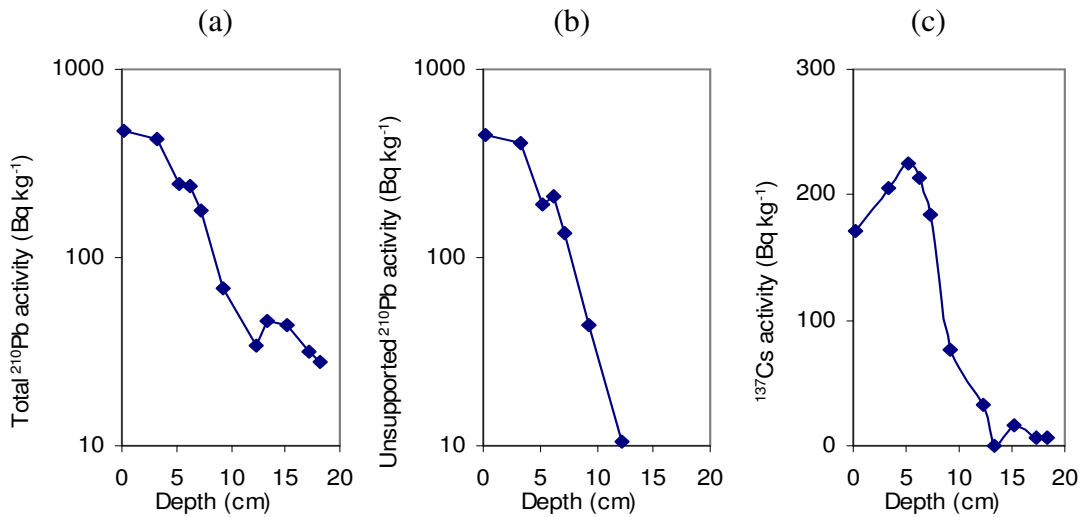 (a)
1000
100
10
0 5 10 15 20
Depth (cm)
Total ²¹⁰Pb activity (Bq kg⁻¹)
(b)
1000
100
10
0 5 10 15 20
Depth (cm)
Unsupported ²¹⁰Pb activity (Bq kg⁻¹)
(c)
300
200
100
0
0 5 10 15 20
Depth (cm)
¹³⁷Cs activity (Bq kg⁻¹)